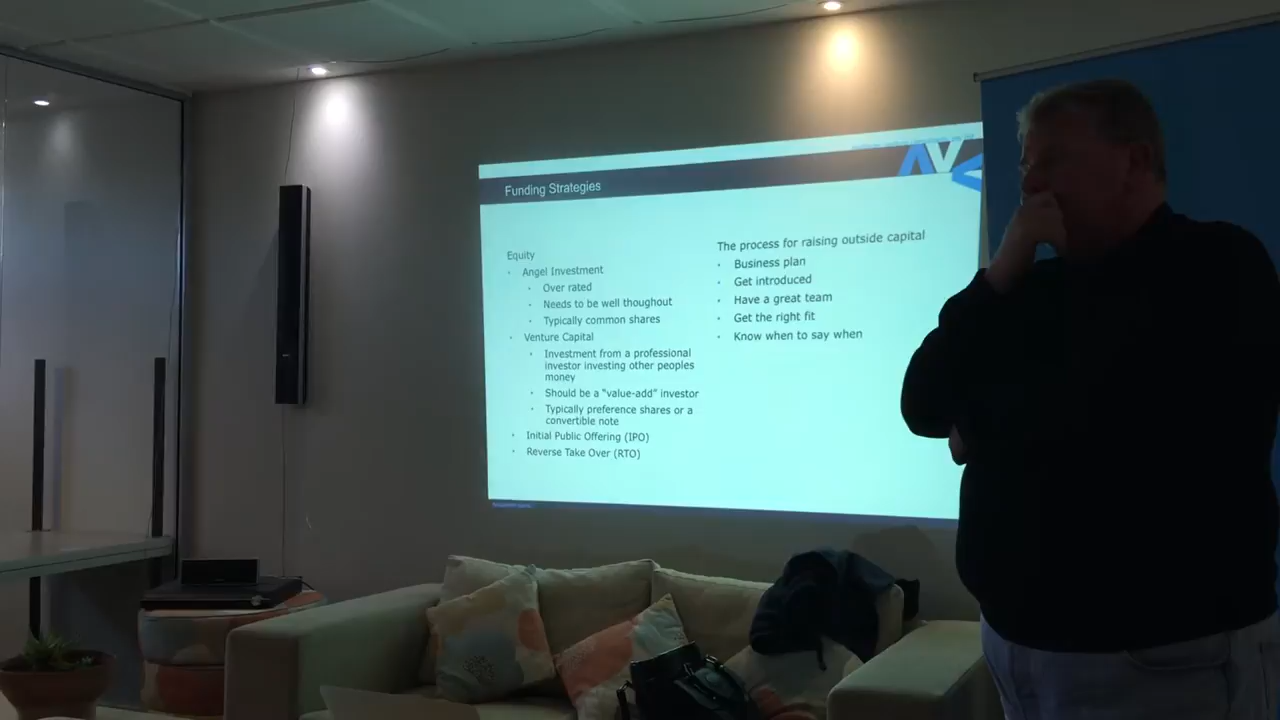 Funding Strategies
Equity
Angel Investment
Over rated
Needs to be well thoughout
Typically common shares
Venture Capital
Investment from a professional
investor investing other peoples
money
Should be a "value-add" investor
Typically preference shares or a
convertible note
Initial Public Offering (IPO)
Reverse Take Over (RTO)
The process for raising outside capital
Business plan
Get introduced
Have a great team
Get the right fit
Know when to say when